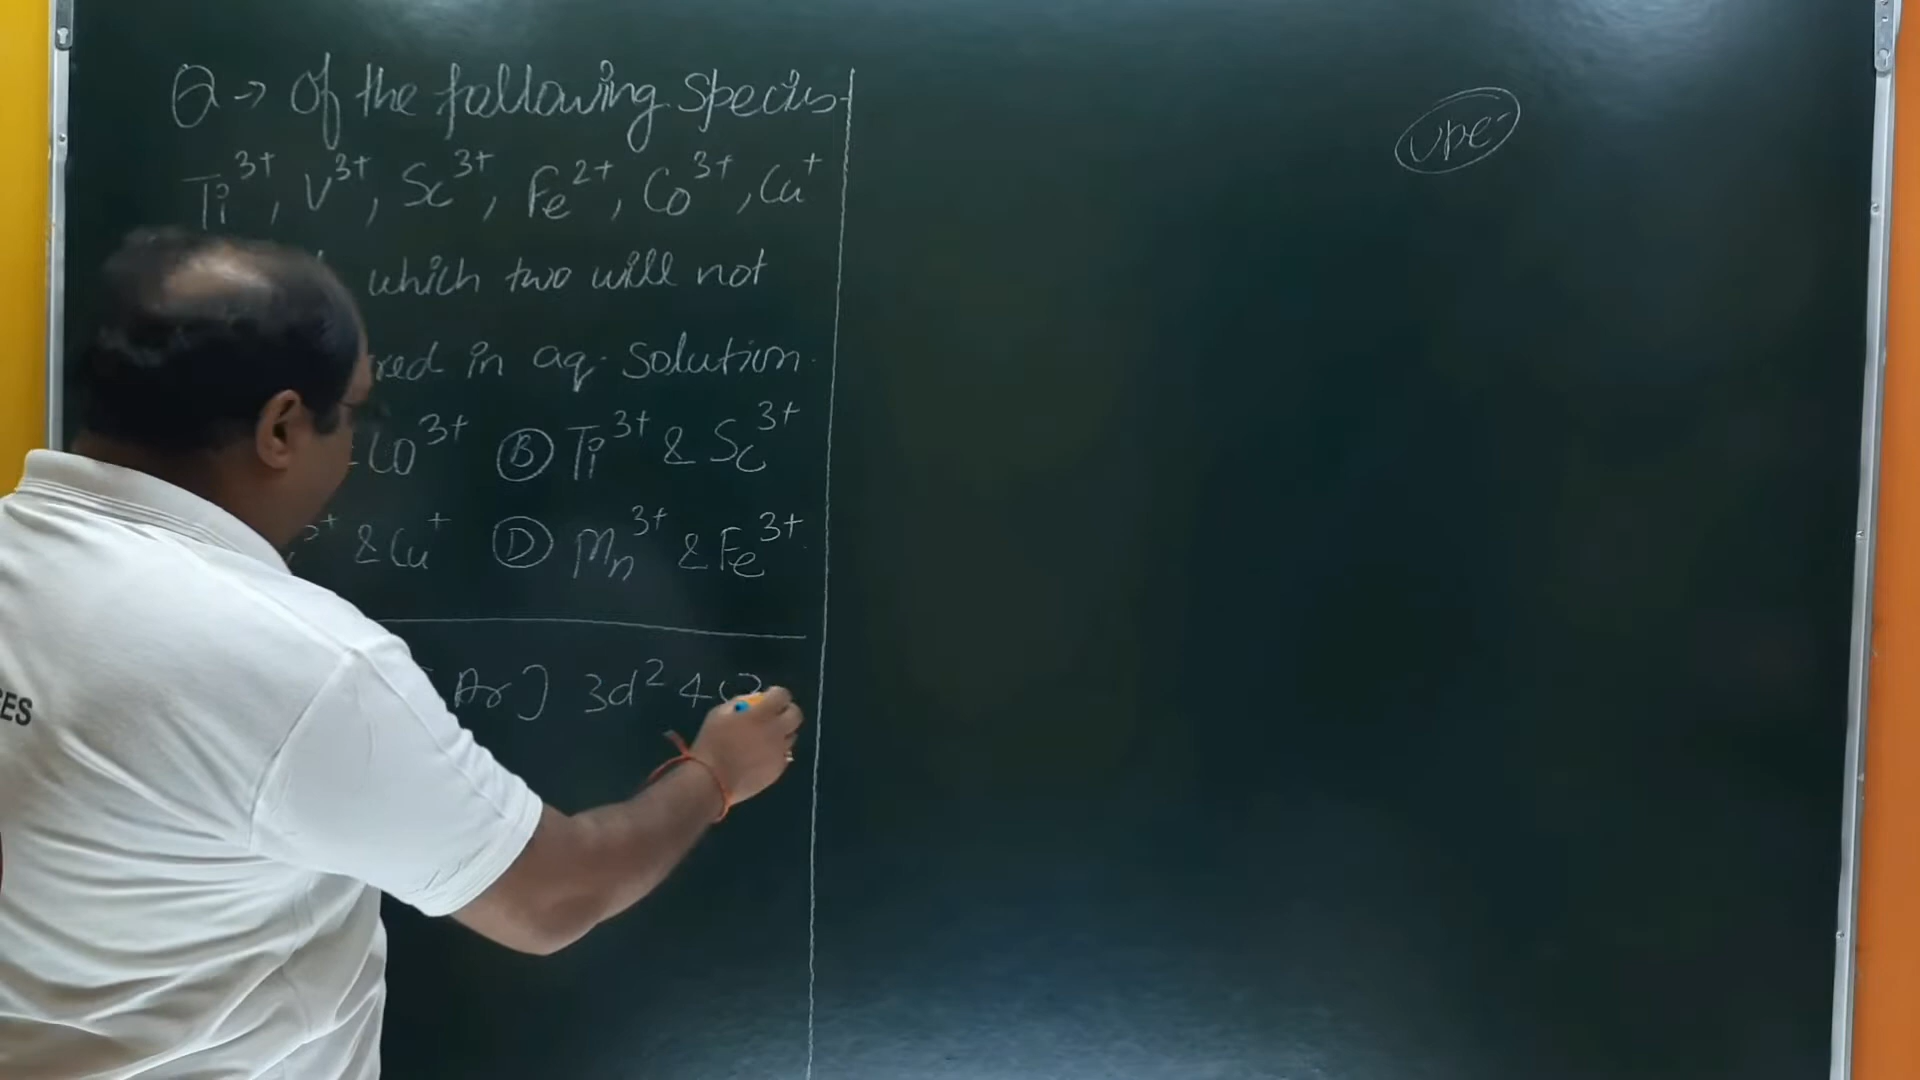 Q → Of the following Species
Ti³⁺, V³⁺, Sc³⁺, Fe²⁺, Co³⁺, Cu⁺
which two will not
red in aq. solution.
Co³⁺ Ⓑ Ti³⁺ & Sc³⁺
& Cu⁺ Ⓓ Mn³⁺ & Fe³⁺
Ar] 3d² 4
upe⁻
ES